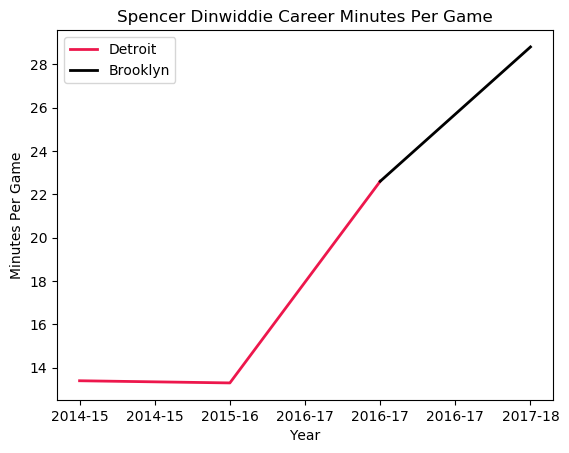 Spencer Dinwiddie Career Minutes Per Game
Detroit
Brooklyn
Minutes Per Game
28
26
24
22
20
18
16
14
2014-15 2014-15 2015-16 2016-17 2016-17 2016-17 2017-18
Year